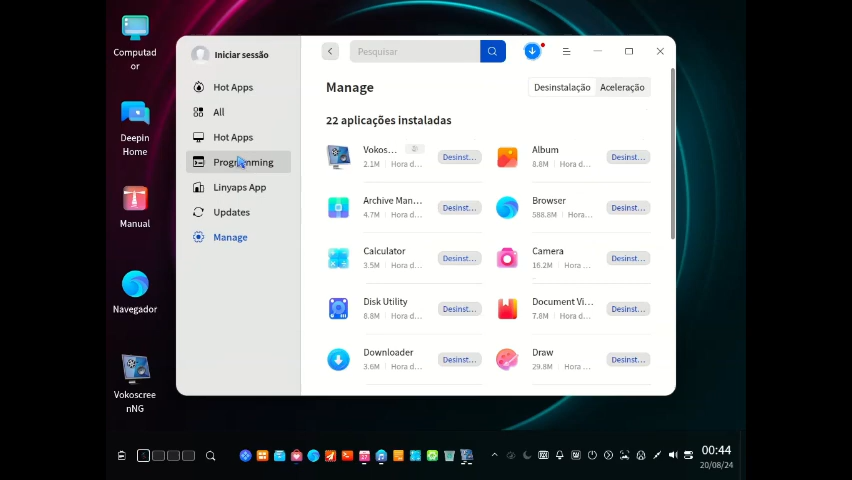 Computad
or
Deepin
Home
Manual
Navegador
Vokoscree
nNG
Iniciar sessão
Hot Apps
All
Hot Apps
Programming
Linyaps App
Updates
Manage
Pesquisar
Manage
Desinstalação Aceleração
22 aplicações instaladas
Vokos...
2.1M Hora d...
Desinst...
Album
8.8M Hora d...
Desinst...
Archive Man...
4.7M Hora d...
Desinst...
Browser
588.8M Hora...
Desinst...
Calculator
3.5M Hora d...
Desinst...
Camera
16.2M Hora ...
Desinst...
Disk Utility
8.8M Hora d...
Desinst...
Document Vi...
7.8M Hora d...
Desinst...
Downloader
3.6M Hora d...
Desinst...
Draw
29.8M Hora ...
Desinst...
00:44
20/08/24